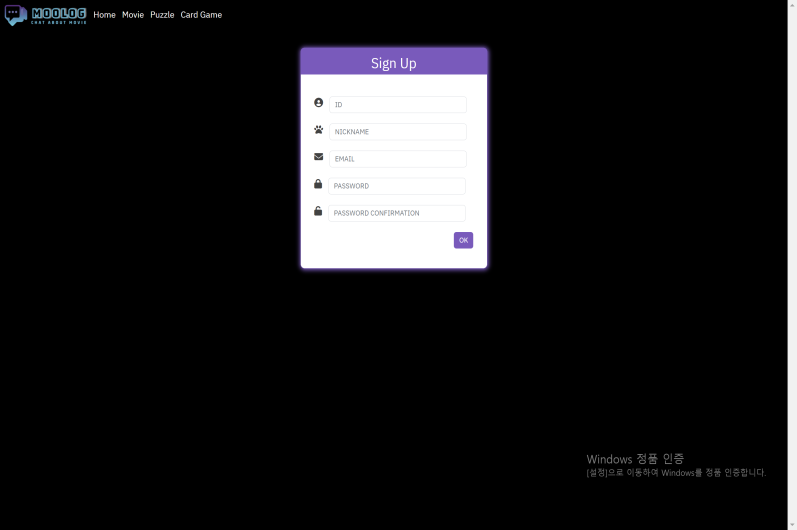 MOOLOG
CHAT ABOUT MOVIE
Home Movie Puzzle Card Game
Sign Up
ID
NICKNAME
EMAIL
PASSWORD
PASSWORD CONFIRMATION
OK
Windows 정품 인증
[설정]으로 이동하여 Windows를 정품 인증합니다.